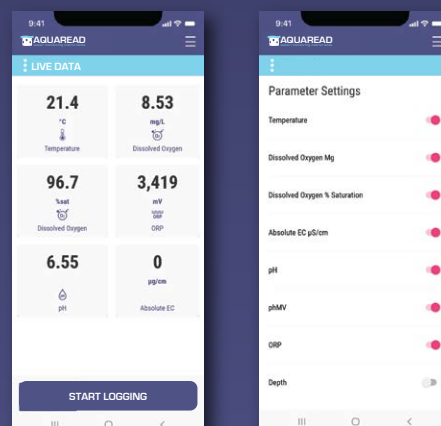 9:41
AQUAREAD
LIVE DATA
21.4
°C
Temperature
8.53
mg/L
Dissolved Oxygen
96.7
%sat
Dissolved Oxygen
3,419
mV
ORP
ORP
6.55
pH
pH
0
µg/cm
Absolute EC
START LOGGING
9:41
AQUAREAD
Parameter Settings
Temperature
Dissolved Oxygen Mg
Dissolved Oxygen % Saturation
Absolute EC µS/cm
pH
phMV
ORP
Depth